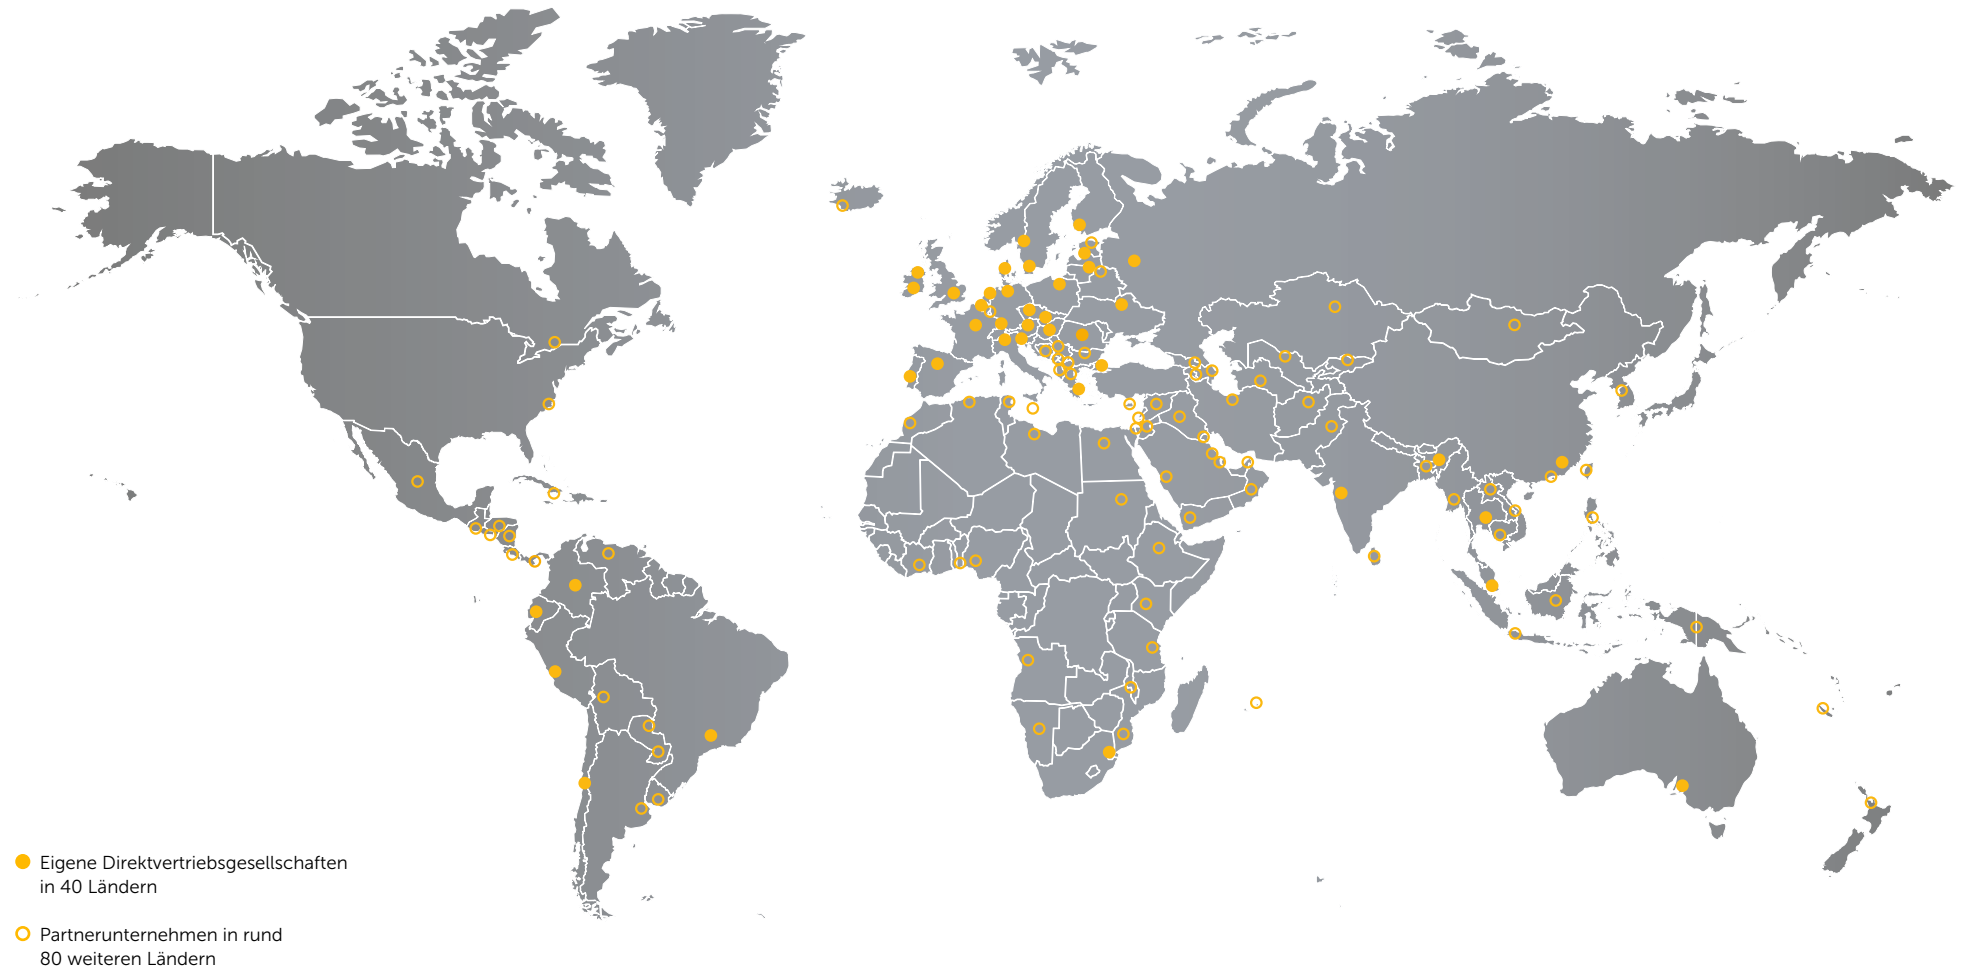 Eigene Direktvertriebsgesellschaften
in 40 Ländern
Partnerunternehmen in rund
80 weiteren Ländern